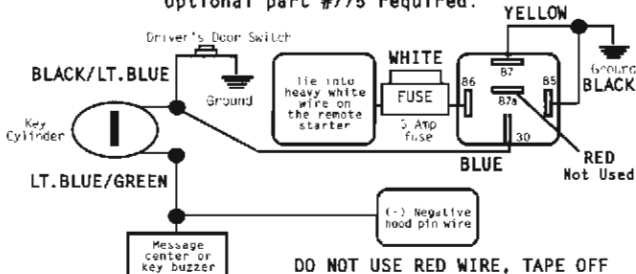 Optional part #775 required.
YELLOW
Driver's Door Switch
WHITE
BLACK/LT.BLUE
Ground
Tie into
heavy white
wire on
the remote
starter
FUSE
5 Amp
fuse
86
87
87a
85
30
Ground
BLACK
Key
Cylinder
BLUE
RED
Not Used
LT.BLUE/GREEN
(-) Negative
hood pin wire
Message
center or
key buzzer
DO NOT USE RED WIRE, TAPE OFF